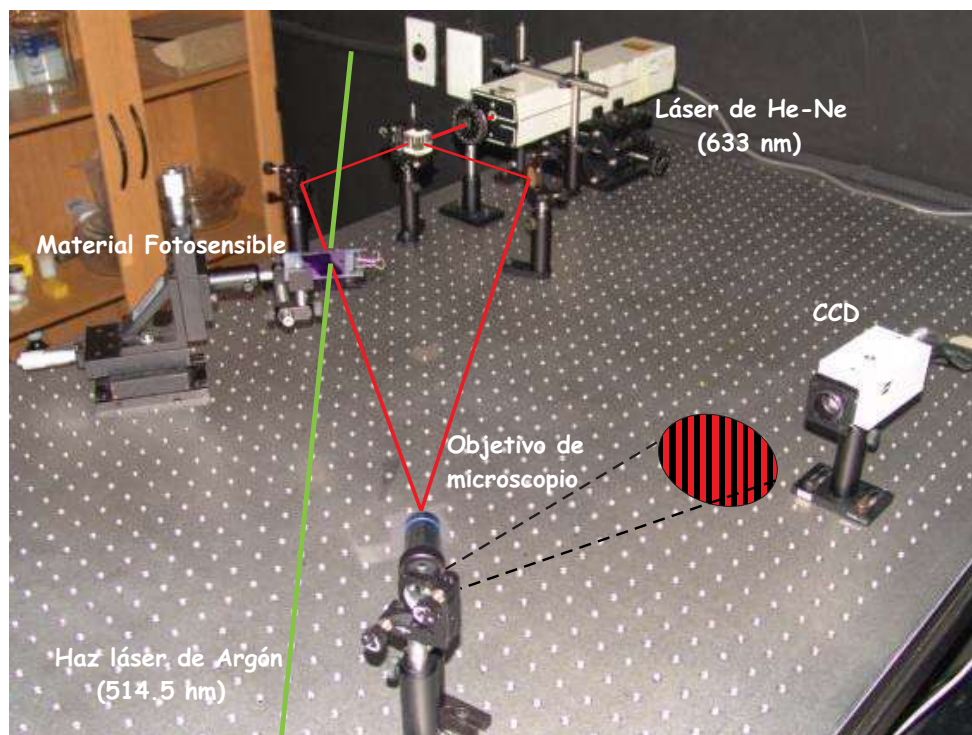 Láser de He-Ne
(633 nm)
Material Fotosensible
CCD
Objetivo de
microscopio
Haz láser de Argón
(514.5 hm)